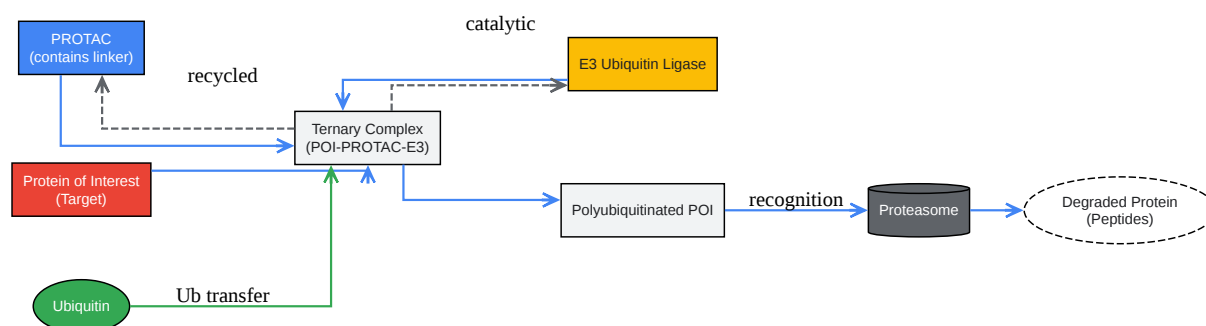 catalytic
PROTAC
(contains linker)
E3 Ubiquitin Ligase
recycled
Ternary Complex
(POI-PROTAC-E3)
Protein of Interest
(Target)
Polyubiquitinated POI
recognition
Proteasome
Degraded Protein
(Peptides)
Ub transfer
Ubiquitin